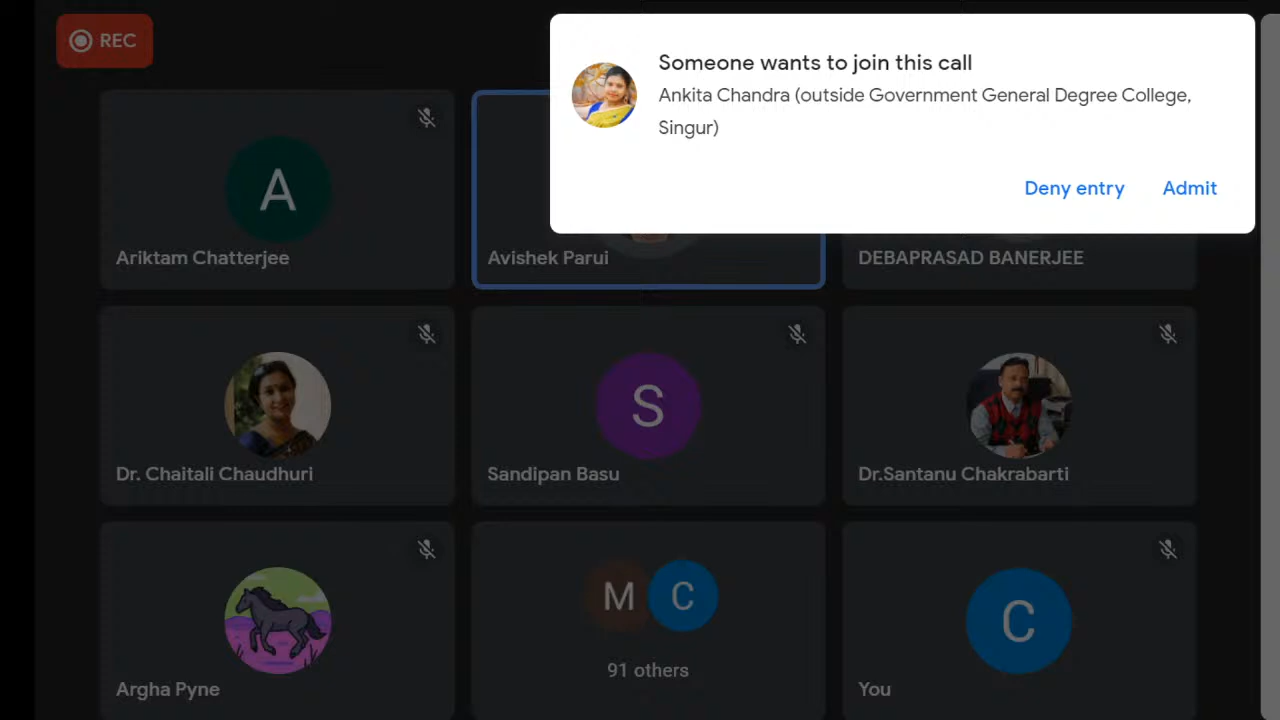 REC
Someone wants to join this call
Ankita Chandra (outside Government General Degree College,
Singur)
Deny entry Admit
A
Ariktam Chatterjee
Avishek Parui
DEBAPRASAD BANERJEE
Dr. Chaitali Chaudhuri
S
Sandipan Basu
Dr.Santanu Chakrabarti
Argha Pyne
M C
91 others
C
You